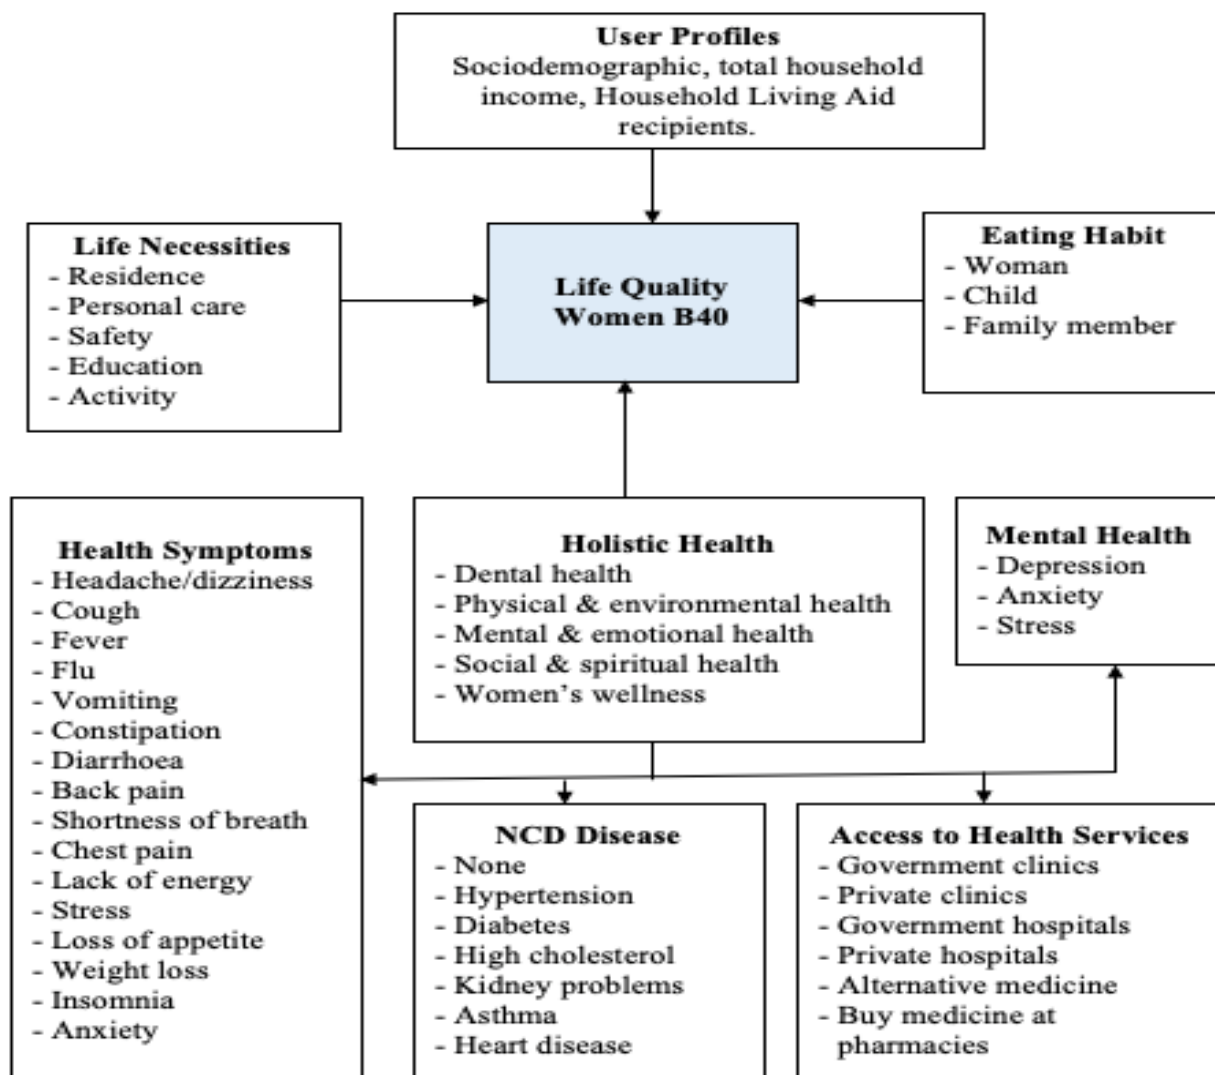 User Profiles
Sociodemographic, total household
income, Household Living Aid
recipients.
Life Necessities
- Residence
- Personal care
- Safety
- Education
- Activity
Life Quality
Women B40
Eating Habit
- Woman
- Child
- Family member
Health Symptoms
- Headache/dizziness
- Cough
- Fever
- Flu
- Vomiting
- Constipation
- Diarrhoea
- Back pain
- Shortness of breath
- Chest pain
- Lack of energy
- Stress
- Loss of appetite
- Weight loss
- Insomnia
- Anxiety
Holistic Health
- Dental health
- Physical & environmental health
- Mental & emotional health
- Social & spiritual health
- Women's wellness
Mental Health
- Depression
- Anxiety
- Stress
NCD Disease
- None
- Hypertension
- Diabetes
- High cholesterol
- Kidney problems
- Asthma
- Heart disease
Access to Health Services
- Government clinics
- Private clinics
- Government hospitals
- Private hospitals
- Alternative medicine
- Buy medicine at
pharmacies